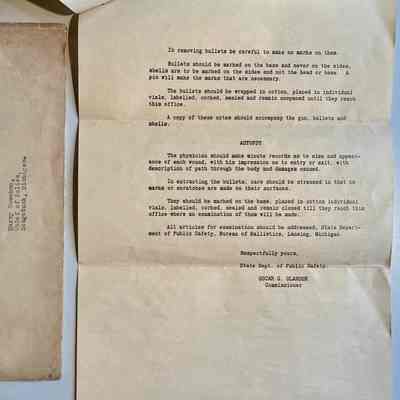 In removing bullets be careful to make no marks on them.
Bullets should be marked on the base and never on the sides,
shells are to be marked on the sides and not the head or base. A
pin will make the marks that are necessary.
The bullets should be wrapped in cotton, placed in individual
vials, labelled, corked, sealed and remain unopened until they reach
this office.
A copy of these notes should accompany the gun, bullets and
shells.
AUTOPSY
The physician should make minute records as to size and appear-
ance of each wound, with his impression as to entry or exit, with
description of path through the body and damages caused.
In extracting the bullets, care should be stressed in that no
marks or scratches are made on their surfaces.
They should be marked on the base, placed in cotton individual
vials, labelled, corked, sealed and remain closed till they reach this
office where an examination of them will be made.
All articles for examination should be addressed, State Depart-
ment of Public Safety, Bureau of Ballistics, Lansing, Michigan.
Respectfully yours,
State Dept. of Public Safety.
OSCAR G. OLANDER
Commissioner
Harry Newnham,
Chief of Police,
Saugatuck, Michigan